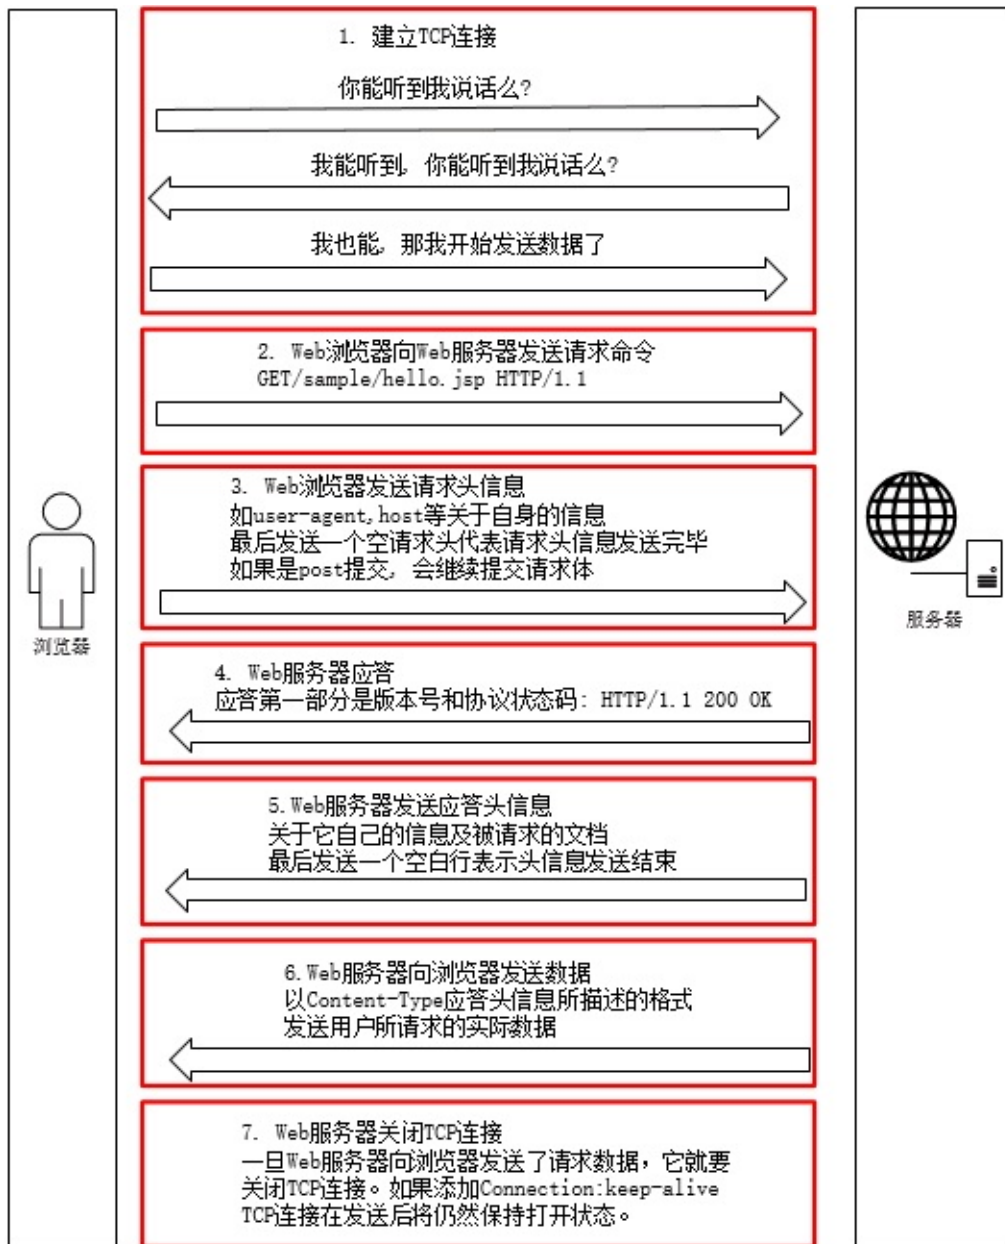 1. 建立TCP连接
你能听到我说话么?
我能听到, 你能听到我说话么?
我也能, 那我开始发送数据了
2. Web浏览器向Web服务器发送请求命令
GET/sample/hello.jsp HTTP/1.1
3. Web浏览器发送请求头信息
如user-agent,host等关于自身的信息
最后发送一个空请求头代表请求头信息发送完毕
如果是post提交, 会继续提交请求体
浏览器
服务器
4. Web服务器应答
应答第一部分是版本号和协议状态码: HTTP/1.1 200 OK
5.Web服务器发送应答头信息
关于它自己的信息及被请求的文档
最后发送一个空白行表示头信息发送结束
6.Web服务器向浏览器发送数据
以Content-Type应答头信息所描述的格式
发送用户所请求的实际数据
7. Web服务器关闭TCP连接
一旦Web服务器向浏览器发送了请求数据，它就要
关闭TCP连接。如果添加Connection:keep-alive
TCP连接在发送后将仍然保持打开状态。